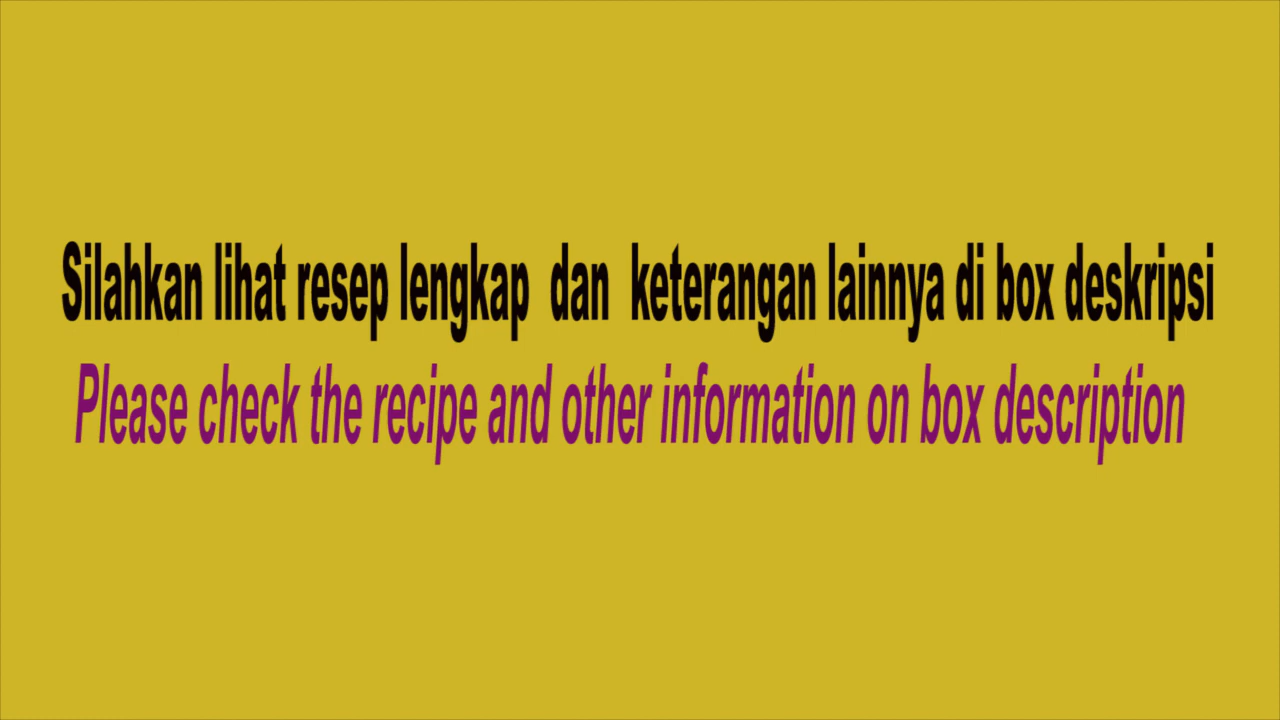 Silahkan lihat resep lengkap dan keterangan lainnya di box deskripsi
Please check the recipe and other information on box description